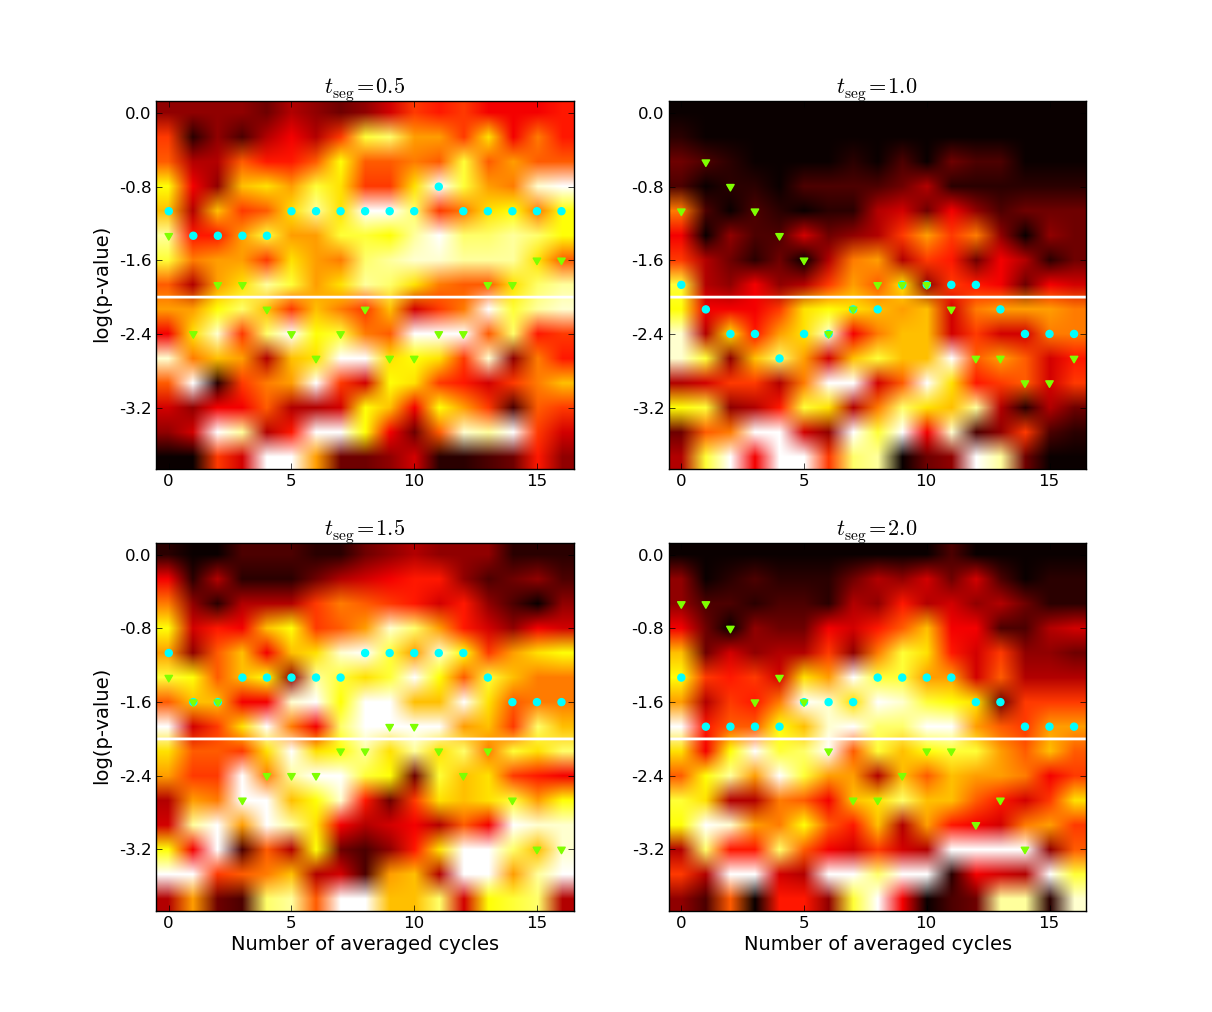 t_seg = 0.5
t_seg = 1.0
0.0
-0.8
-1.6
-2.4
-3.2
log(p-value)
0 5 10 15
0.0
-0.8
-1.6
-2.4
-3.2
0 5 10 15
t_seg = 1.5
t_seg = 2.0
0.0
-0.8
-1.6
-2.4
-3.2
log(p-value)
0 5 10 15
Number of averaged cycles
0.0
-0.8
-1.6
-2.4
-3.2
0 5 10 15
Number of averaged cycles